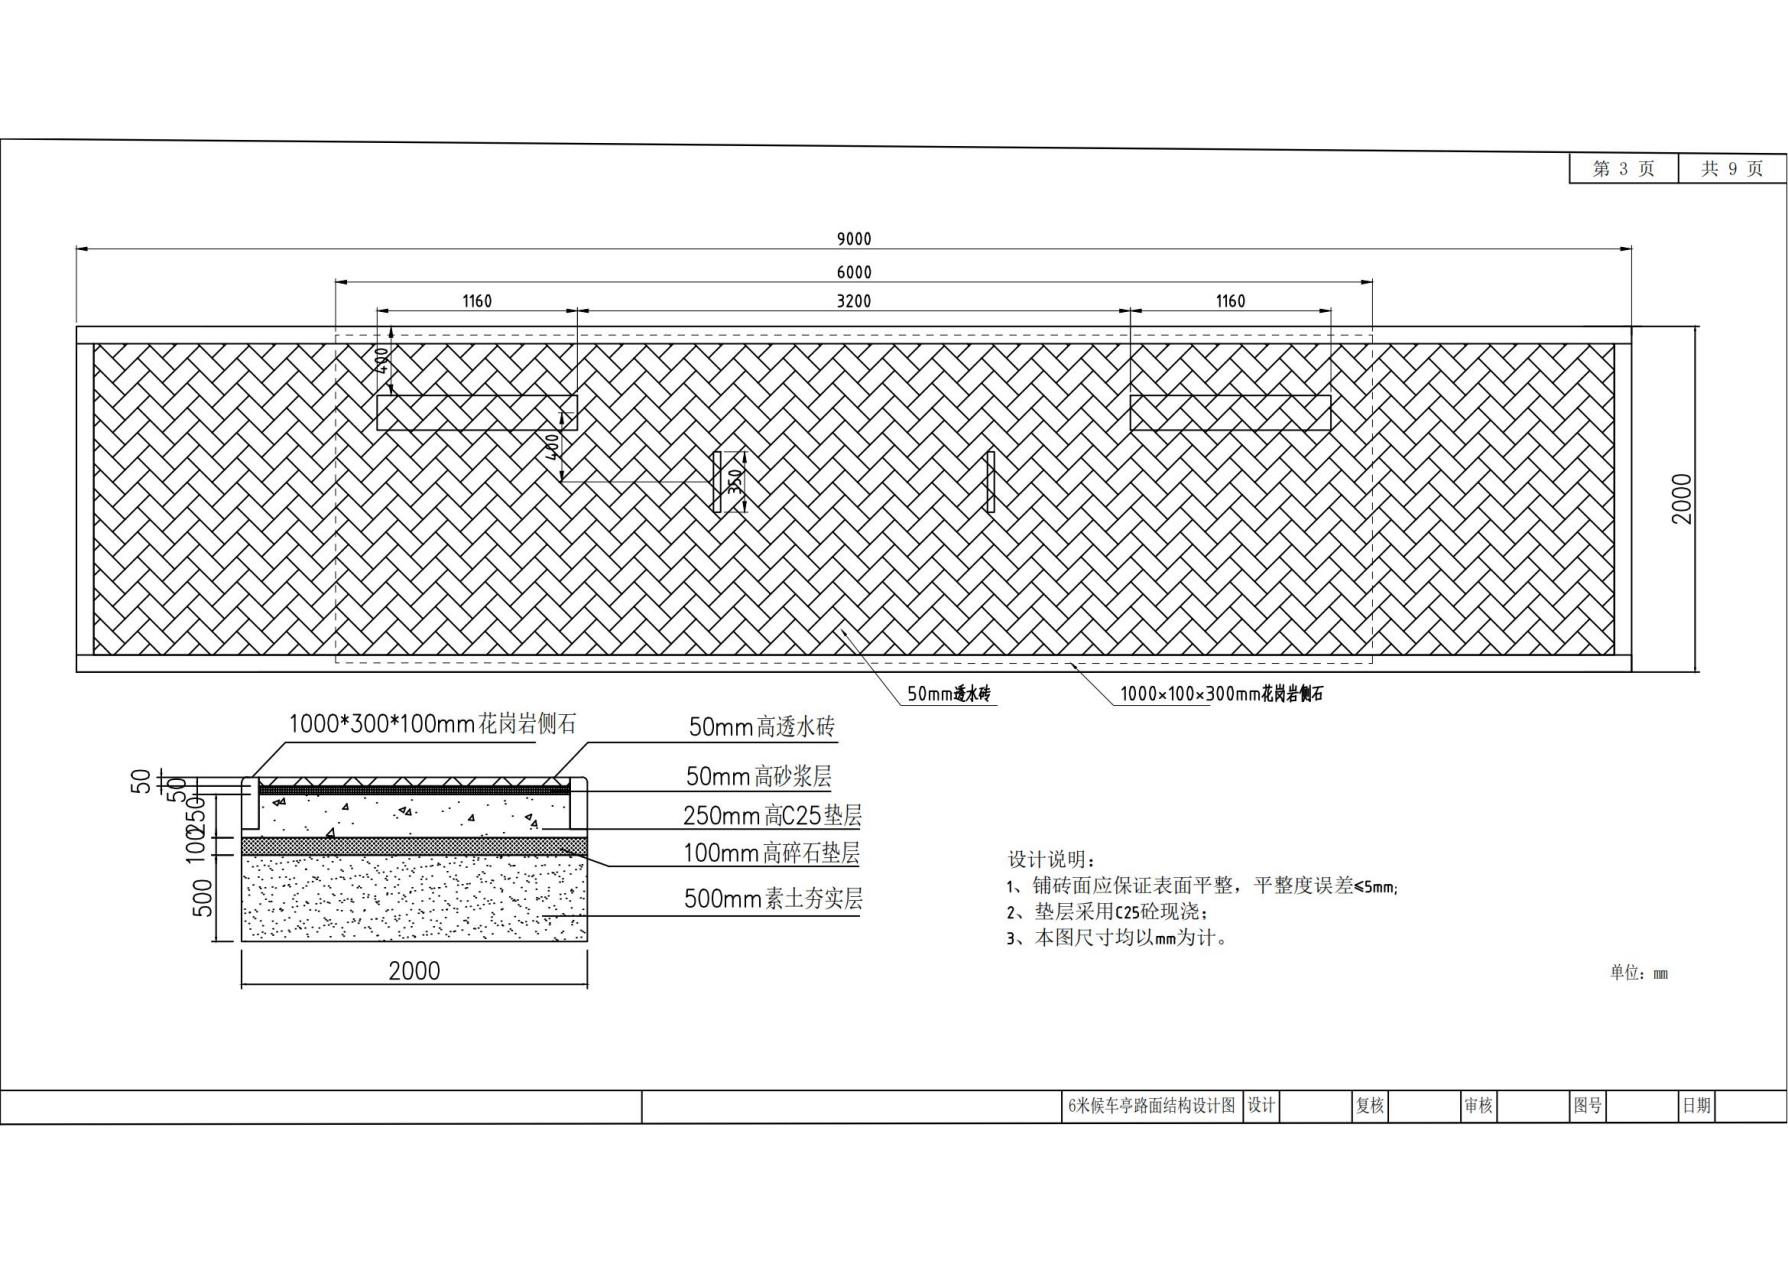 第 3 页 共 9 页
9000
6000
1160 3200 1160
400
400
350
2000
50mm透水砖
1000×100×300mm花岗岩侧石
1000*300*100mm花岗岩侧石
50mm高透水砖
50mm高砂浆层
250mm高C25垫层
100mm高碎石垫层
500mm素土夯实层
50
50
250
100
500
2000
设计说明：
1、铺砖面应保证表面平整，平整度误差≤5mm;
2、垫层采用C25砼现浇；
3、本图尺寸均以mm为计。
单位：mm
6米候车亭路面结构设计图 设计 复核 审核 图号 日期